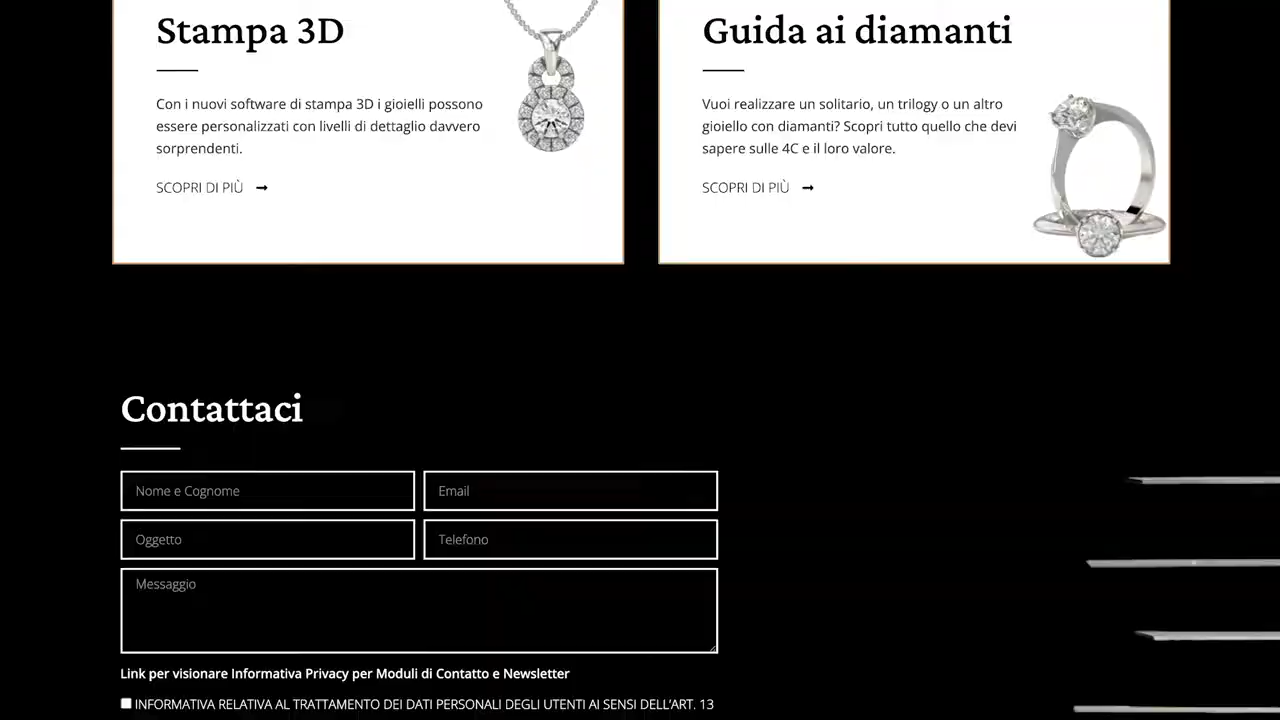 Stampa 3D
Con i nuovi software di stampa 3D i gioielli possono
essere personalizzati con livelli di dettaglio davvero
sorprendenti.
SCOPRI DI PIÙ
Guida ai diamanti
Vuoi realizzare un solitario, un trilogy o un altro
gioiello con diamanti? Scopri tutto quello che devi
sapere sulle 4C e il loro valore.
SCOPRI DI PIÙ
Contattaci
Nome e Cognome
Email
Oggetto
Telefono
Messaggio
Link per visionare Informativa Privacy per Moduli di Contatto e Newsletter
INFORMATIVA RELATIVA AL TRATTAMENTO DEI DATI PERSONALI DEGLI UTENTI AI SENSI DELL'ART. 13